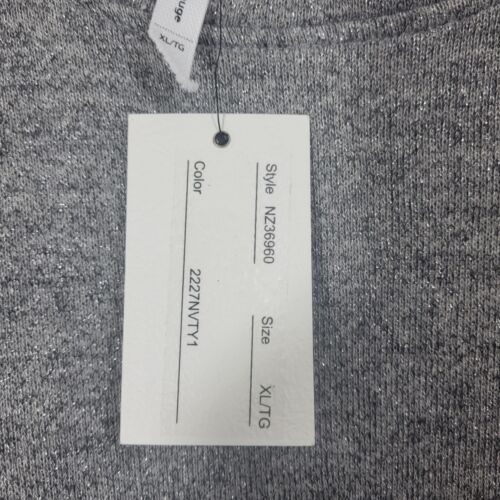 uge
XL/TG
Style NZ36960 Size XL/TG
Color 2227NVTY1